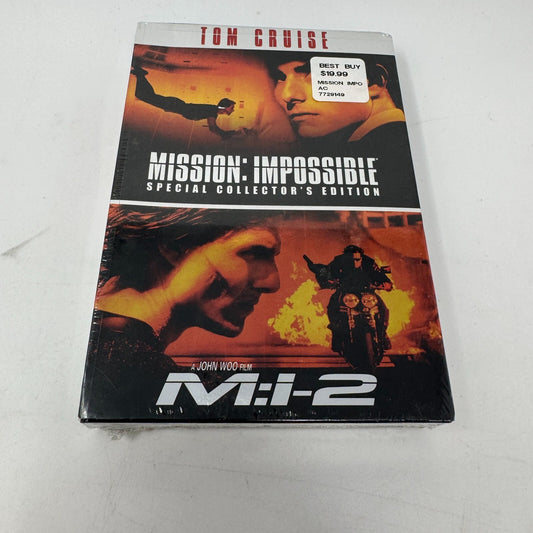 TOM CRUISE
BEST BUY
$19.99
MISSION IMPO
AC
7729149
MISSION: IMPOSSIBLE
SPECIAL COLLECTOR'S EDITION
A JOHN WOO FILM
M:I-2